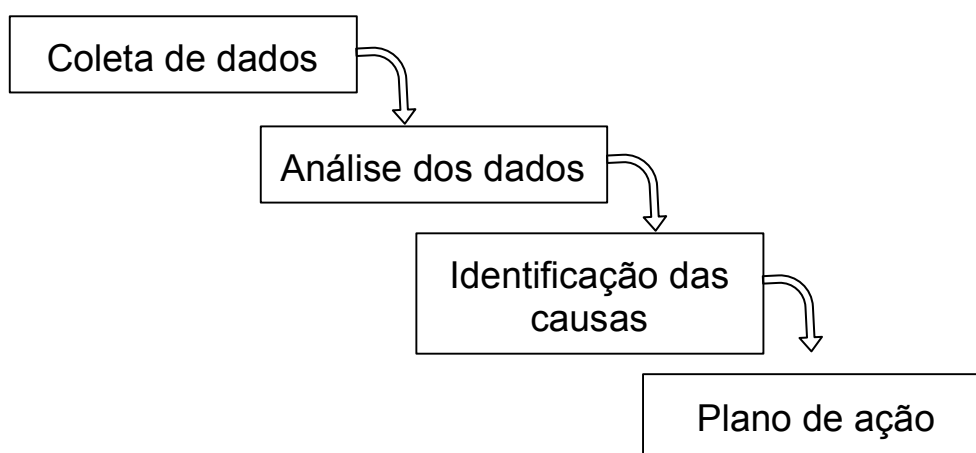 Coleta de dados
Análise dos dados
Identificação das
causas
Plano de ação